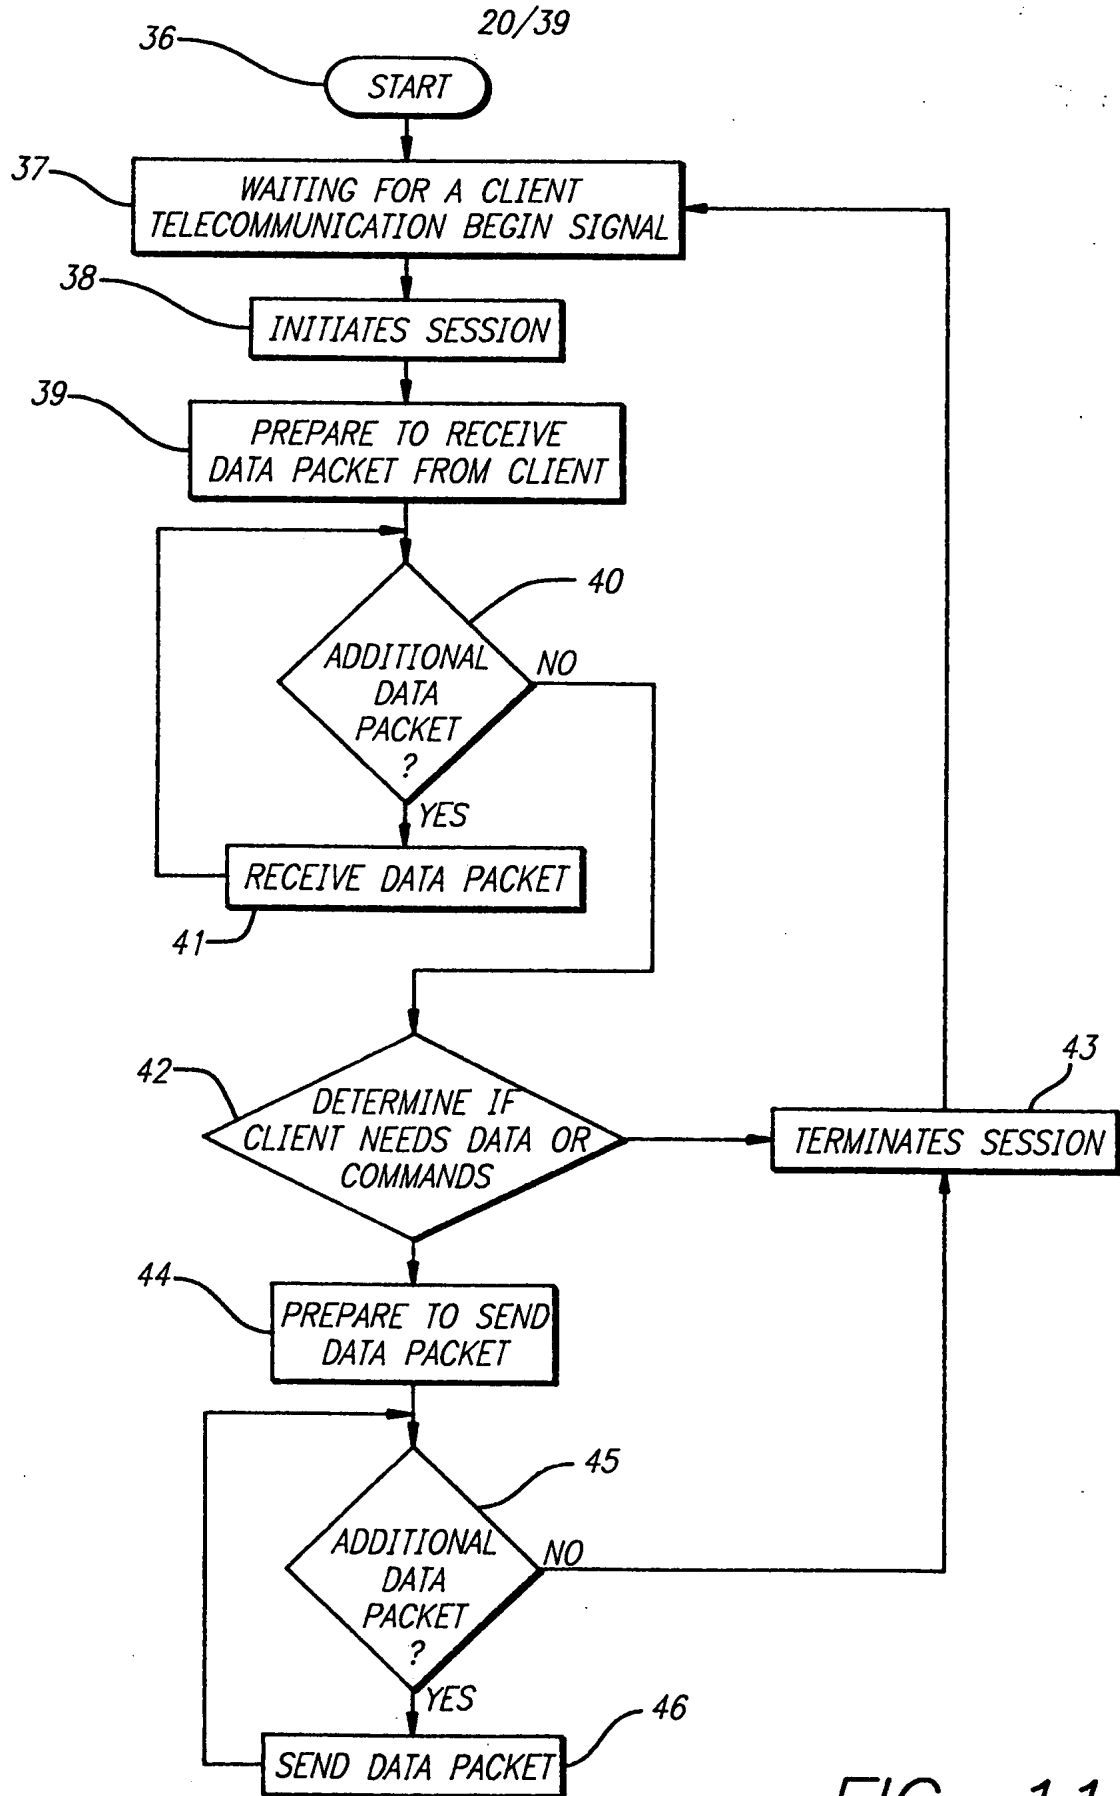 20/39
36
START
37
WAITING FOR A CLIENT
TELECOMMUNICATION BEGIN SIGNAL
38
INITIATES SESSION
39
PREPARE TO RECEIVE
DATA PACKET FROM CLIENT
40
ADDITIONAL
DATA
PACKET
?
NO
YES
RECEIVE DATA PACKET
41
42
DETERMINE IF
CLIENT NEEDS DATA OR
COMMANDS
43
TERMINATES SESSION
44
PREPARE TO SEND
DATA PACKET
45
ADDITIONAL
DATA
PACKET
?
NO
YES
46
SEND DATA PACKET
FIG. 11